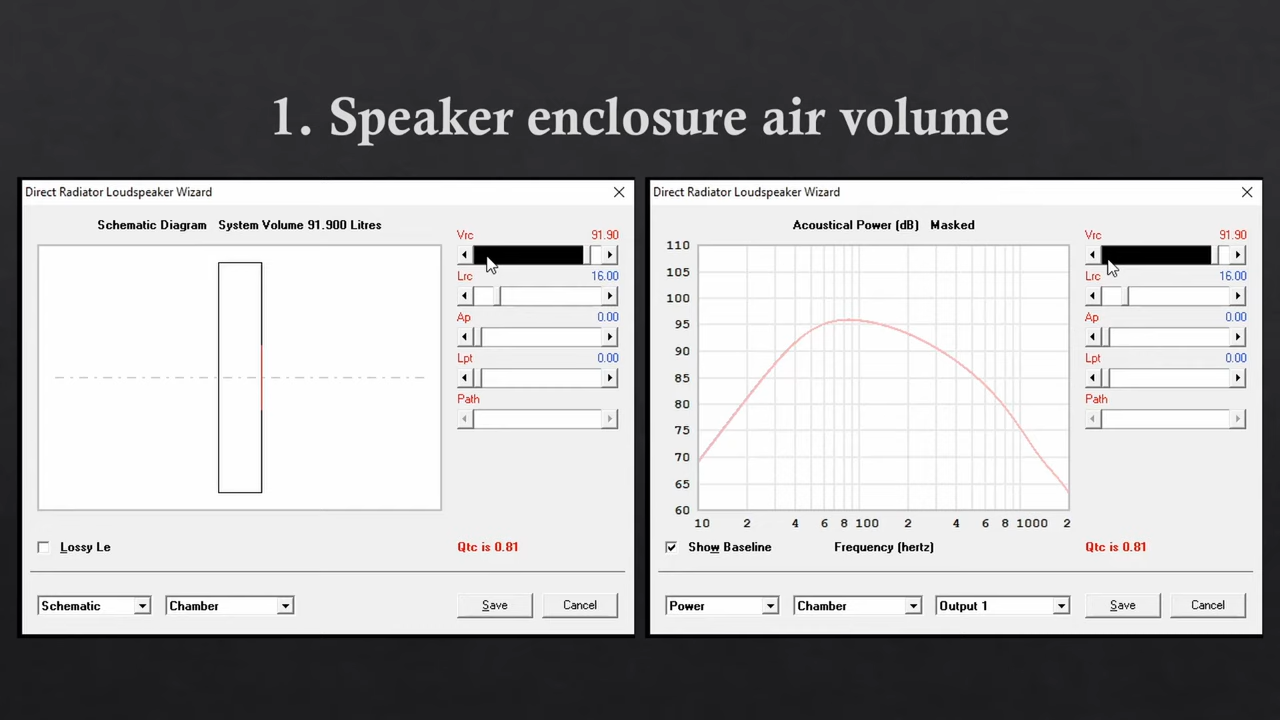 1. Speaker enclosure air volume
Direct Radiator Loudspeaker Wizard
Schematic Diagram System Volume 91.900 Litres
Vrc 91.90
Lrc 16.00
Ap 0.00
Lpt 0.00
Path
Lossy Le
Qtc is 0.81
Schematic
Chamber
Save
Cancel
Direct Radiator Loudspeaker Wizard
Acoustical Power (dB) Masked
110
105
100
95
90
85
80
75
70
65
60
10 2 4 6 8 100 2 4 6 8 1000 2
Vrc 91.90
Lrc 16.00
Ap 0.00
Lpt 0.00
Path
Show Baseline
Frequency (hertz)
Qtc is 0.81
Power
Chamber
Output 1
Save
Cancel